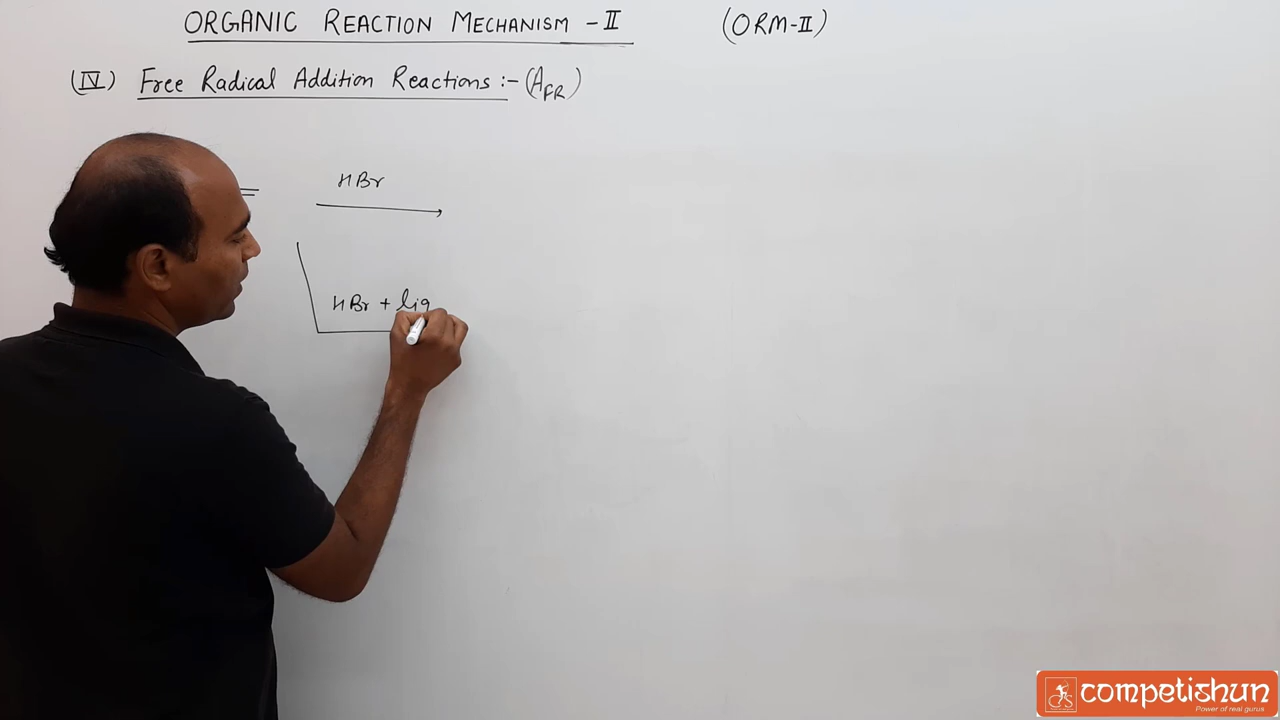 ORGANIC REACTION MECHANISM - II (ORM-II)
(IV) Free Radical Addition Reactions :- (AFR)
HBr
HBr + lig
competishun
Power of real gurus